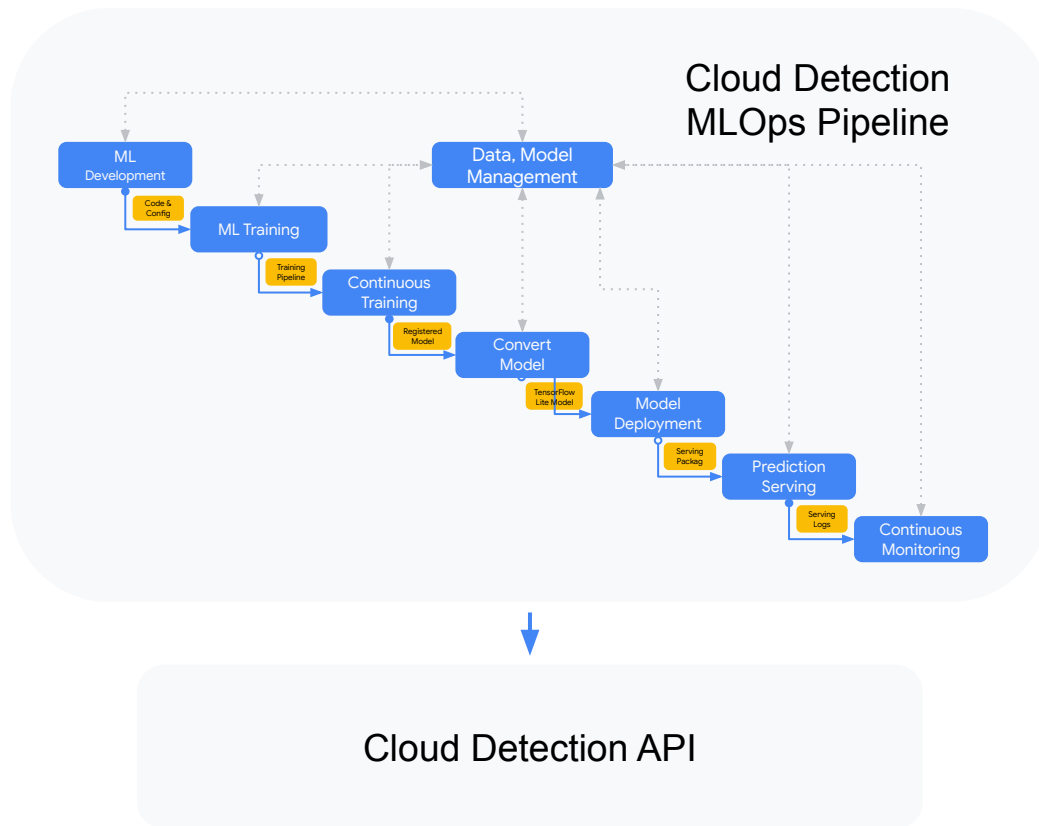 Cloud Detection
MLOps Pipeline
ML
Development
Data, Model
Management
Code &
Config
ML Training
Training
Pipeline
Continuous
Training
Registered
Model
Convert
Model
TensorFlow
Lite Model
Model
Deployment
Serving
Packag
Prediction
Serving
Serving
Logs
Continuous
Monitoring
Cloud Detection API